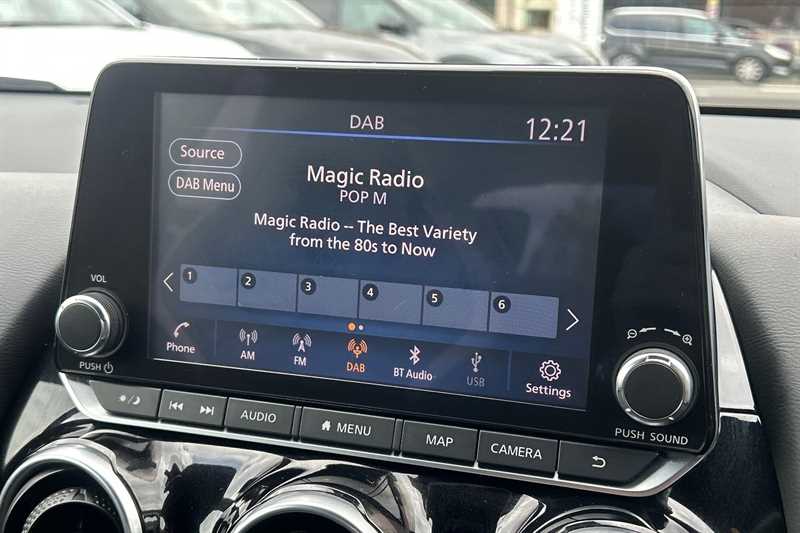 DAB
12:21
Source
DAB Menu
Magic Radio
POP M
Magic Radio -- The Best Variety
from the 80s to Now
1 2 3 4 5 6
Phone
AM
FM
DAB
BT Audio
USB
Settings
VOL
PUSH
PUSH SOUND
AUDIO
MENU
MAP
CAMERA